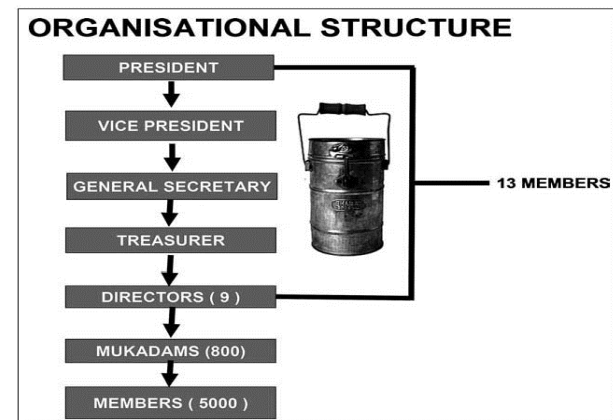 ORGANISATIONAL STRUCTURE
PRESIDENT
VICE PRESIDENT
GENERAL SECRETARY
13 MEMBERS
TREASURER
DIRECTORS ( 9 )
MUKADAMS (800)
MEMBERS ( 5000 )